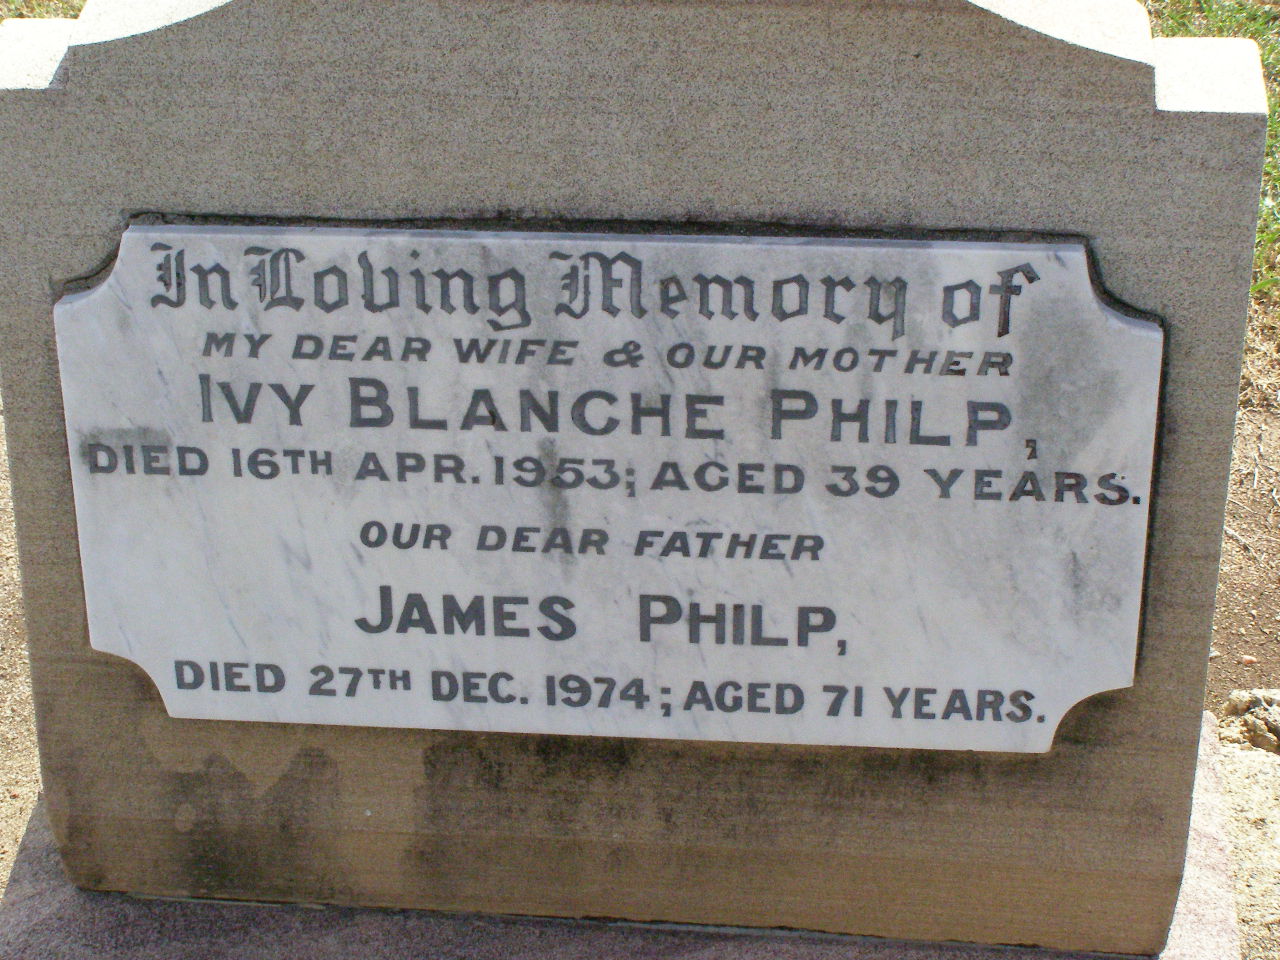 In Loving Memory of
MY DEAR WIFE & OUR MOTHER
IVY BLANCHE PHILP,
DIED 16TH APR. 1953; AGED 39 YEARS.
OUR DEAR FATHER
JAMES PHILP,
DIED 27TH DEC. 1974; AGED 71 YEARS.